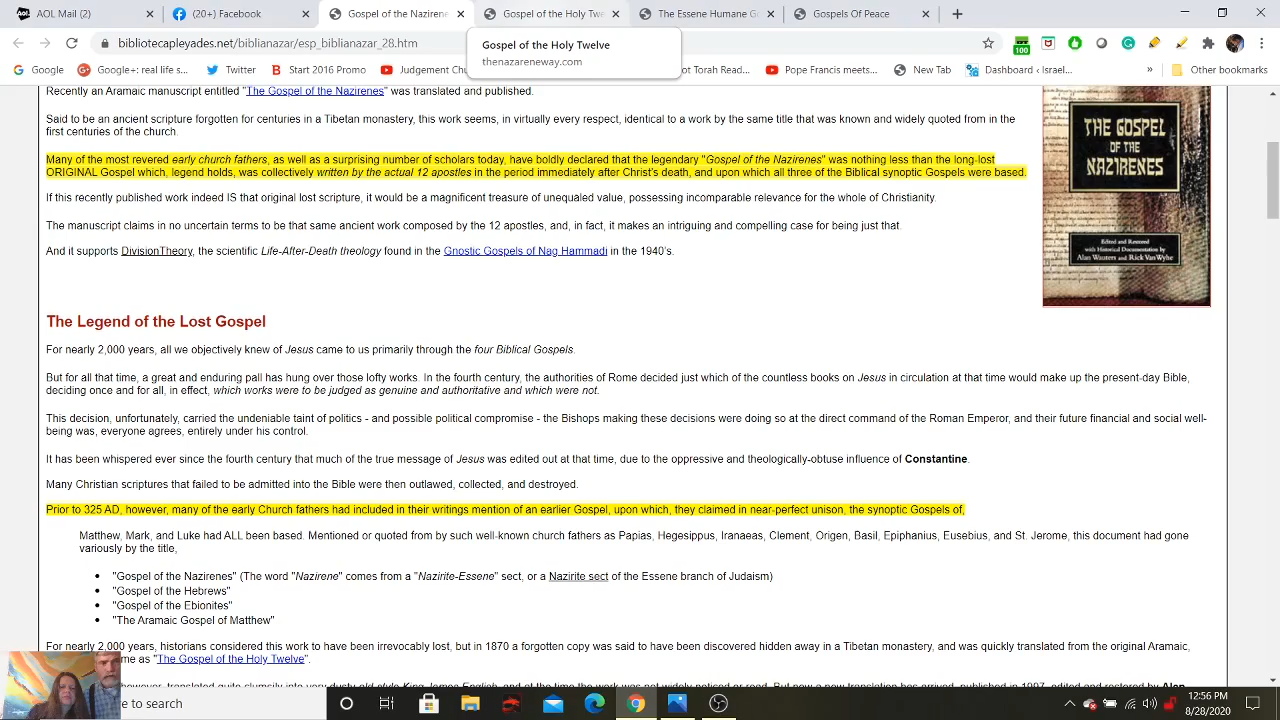 AOL Mail (20)
(20+) Facebook
Legend of the Nazirene
Gospel of the Holy Twe
The Essene Humane G
Gospels Of Peace
bibliotecapleyades.net/biblianazar/esp_biblianazar_28.htm
Gospel of the Holy Twelve
thenazareneway.com
100
Google
Google+: real life s...
Twitter
Start 2016 Promo
Judgement Ch
ot Torah Read...
Pope Francis meets...
New Tab
Dashboard ‹ Israel...
»
Other bookmarks
Recently an Aramaic manuscript entitled "The Gospel of the Nazirenes" was translated and published.
Said to be an ancient scripture forgotten for centuries in a Tibetan monastery, this work seems, in virtually every respect, identical to a work by the same name that was known and widely quoted from in the
first centuries of the church.
Many of the most revered early church fathers, as well as a surprising number of scholars today, have boldly declared that the legendary "Gospel of the Nazirenes" was nothing less than the long lost
ORIGINAL Gospel which, legend holds, was collectively written by the 12 apostles in the year immediately after Christ's death, and upon which all three of the Biblical Synoptic Gospel were based.
If this recently published work indeed IS that original lost scripture, it would be a magnificent treasure of unequaled value, possessing incomparable relevance for the whole of Christianity.
The manuscript claims in no uncertain terms to be that same work composed by the 12 apostles, and in fact, it makes an intriguing and compelling case for being just that.
And it supports Division Theory, the concept of Life After Death
ostic Gospels of Nag Hammadi in the 1940's.
THE GOSPEL
OF THE
NAZIRENES
Edited and Restored
with Historical Documentation by
Alan Wauters and Rick Van Wyhe
The Legend of the Lost Gospel
For nearly 2,000 years, all we objectively knew of Jesus came to us primarily through the four Biblical Gospels.
But for all that time, a great and enduring pall has hung over those lofty works. In the fourth century, the authorities of Rome decided just which of the countless books on Jesus in circulation at that time would make up the present-day Bible,
deciding once and for all, in effect, which works were to be judged as genuine and authoritative and which were not.
This decision, unfortunately, carried the undeniable taint of politics - and possible political compromise - the Bishops making these decisions were doing so at the direct command of the Roman Emperor, and their future financial and social well-
being was, everyone agrees, entirely under his control.
It has been whispered ever since the fourth century that much of the true message of Jesus was edited out at that time, due to the oppressive and theologically-obtuse influence of Constantine.
Many Christian scriptures that failed to be admitted into the Bible were then outlawed, collected, and destroyed.
Prior to 325 AD, however, many of the early Church fathers had included in their writings mention of an earlier Gospel, upon which, they claimed in near-perfect unison, the synoptic Gospels of,
Matthew, Mark, and Luke had ALL been based. Mentioned or quoted from by such well-known church fathers as Papias, Hegesippus, Iranaeas, Clement, Origen, Basil, Epiphanius, Eusebius, and St. Jerome, this document had gone
variously by the title,
• "Gospel of the Nazirenes" (The word "Nazirene" comes from a "Nazirite-Essene" sect, or a Nazirite sect of the Essene branch of Judaism)
• "Gospel of the Hebrews"
• "Gospel of the Ebionites"
• "The Aramaic Gospel of Matthew"
For nearly 2,000 years, historians considered this work to have been irrevocably lost, but in 1870 a forgotten copy was said to have been discovered hidden away in a Tibetan monastery, and was quickly translated from the original Aramaic,
me as "The Gospel of the Holy Twelve".
e to search
12:56 PM
8/28/2020